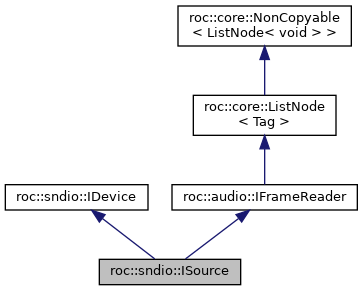 roc::core::NonCopyable
< ListNode< void > >
roc::core::ListNode
< Tag >
roc::sndio::IDevice
roc::audio::IFrameReader
roc::sndio::ISource